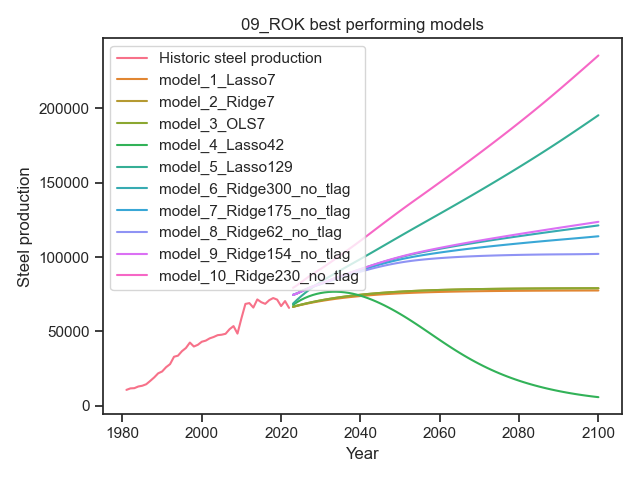 09_ROK best performing models
Historic steel production
model_1_Lasso7
model_2_Ridge7
model_3_OLS7
model_4_Lasso42
model_5_Lasso129
model_6_Ridge300_no_tlag
model_7_Ridge175_no_tlag
model_8_Ridge62_no_tlag
model_9_Ridge154_no_tlag
model_10_Ridge230_no_tlag
Steel production
200000
150000
100000
50000
0
1980 2000 2020 2040 2060 2080 2100
Year